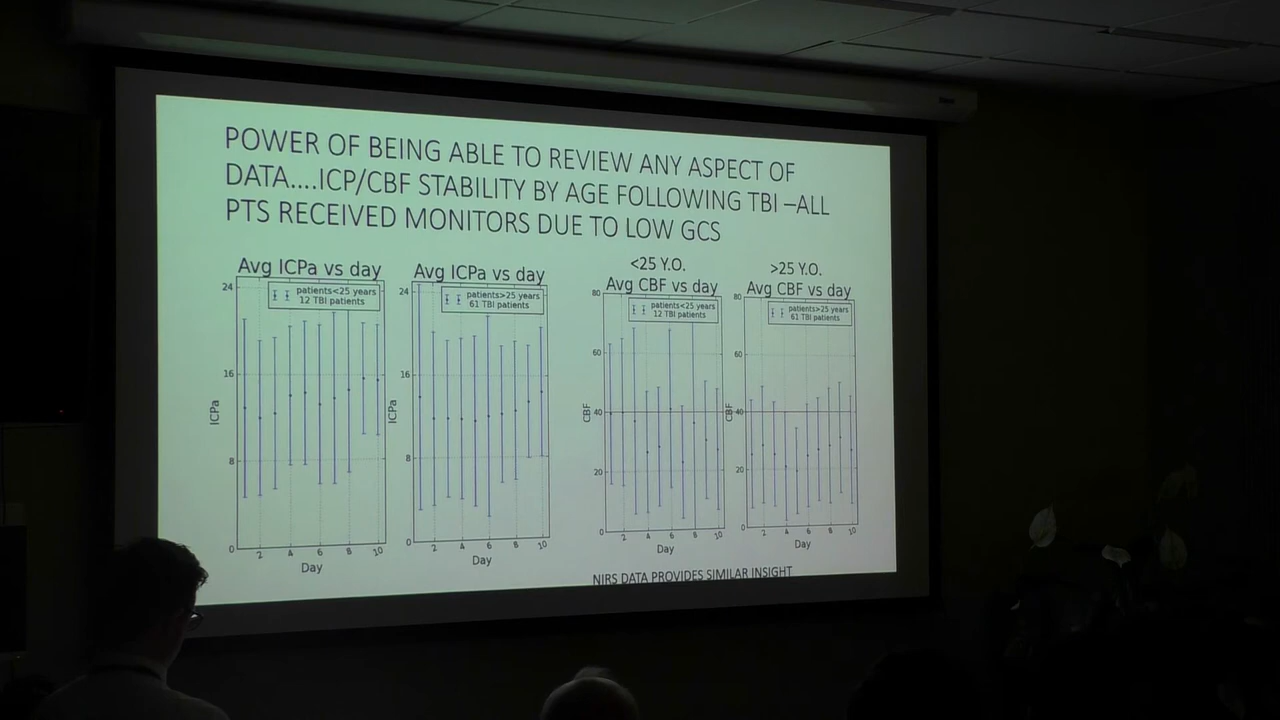 POWER OF BEING ABLE TO REVIEW ANY ASPECT OF
DATA....ICP/CBF STABILITY BY AGE FOLLOWING TBI –ALL
PTS RECEIVED MONITORS DUE TO LOW GCS
Avg ICPa vs day
patients<25 years
12 TBI patients
24
16
8
0
ICPa
2
4
6
8
10
Day
Avg ICPa vs day
patients>25 years
61 TBI patients
24
16
8
0
ICPa
2
4
6
8
10
Day
<25 Y.O.
Avg CBF vs day
patients<25 years
12 TBI patients
80
60
40
20
0
CBF
2
4
6
8
10
Day
>25 Y.O.
Avg CBF vs day
patients>25 years
61 TBI patients
80
60
40
20
0
CBF
2
4
6
8
10
Day
NIRS DATA PROVIDES SIMILAR INSIGHT